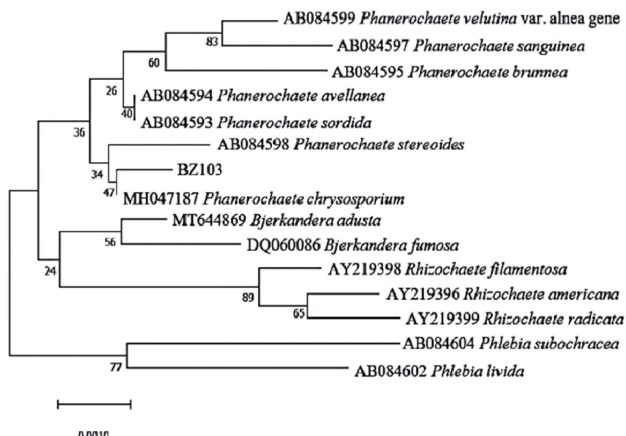 AB084599 Phanerochaete velutina var. alnea gene
83
AB084597 Phanerochaete sanguinea
60
AB084595 Phanerochaete brunnea
26
AB084594 Phanerochaete avellanea
40
AB084593 Phanerochaete sordida
36
AB084598 Phanerochaete stereoides
34
BZ103
47
MH047187 Phanerochaete chrysosporium
MT644869 Bjerkandera adusta
56
DQ060086 Bjerkandera fumosa
24
AY219398 Rhizochaete filamentosa
89
AY219396 Rhizochaete americana
65
AY219399 Rhizochaete radicata
AB084604 Phlebia subochracea
77
AB084602 Phlebia livida